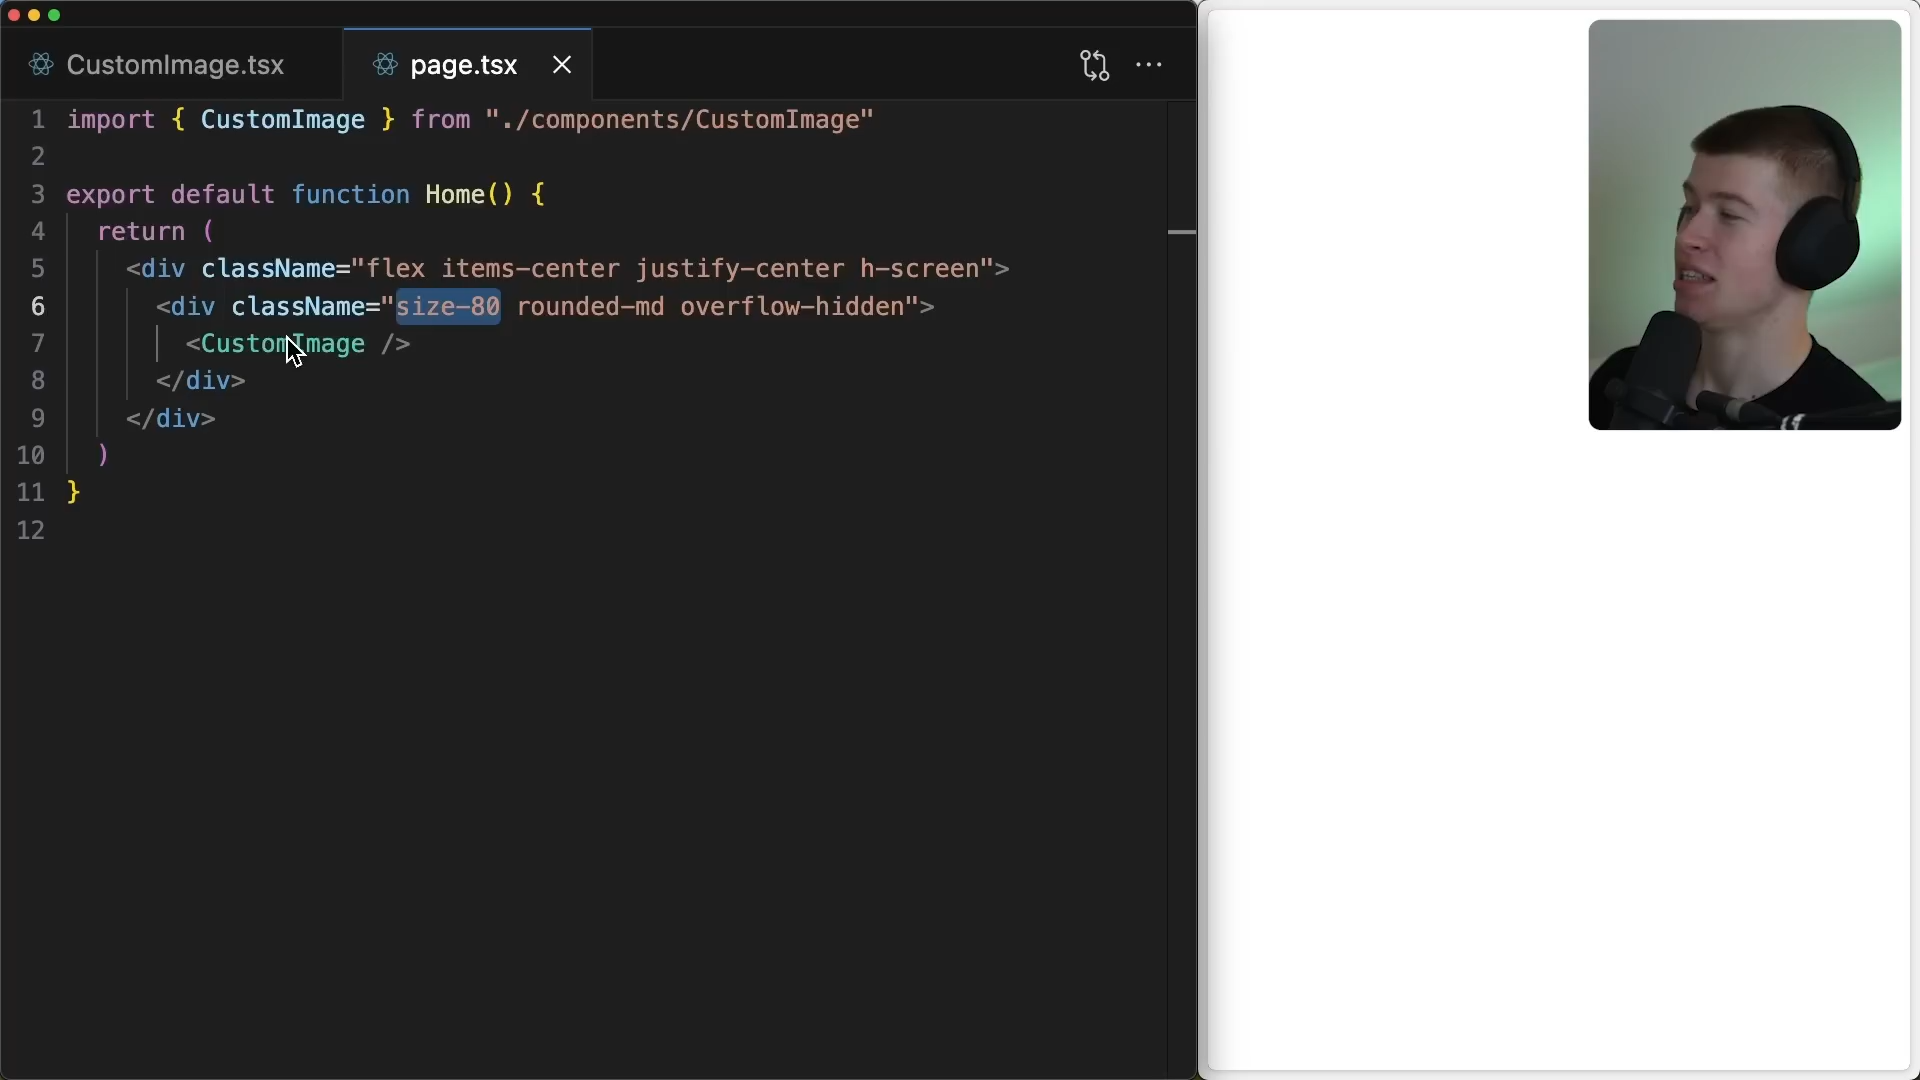 CustomImage.tsx
page.tsx
1 import { CustomImage } from "./components/CustomImage"
2
3 export default function Home() {
4 return (
5 <div className="flex items-center justify-center h-screen">
6 <div className="size-80 rounded-md overflow-hidden">
7 <CustomImage />
8 </div>
9 </div>
10 )
11 }
12